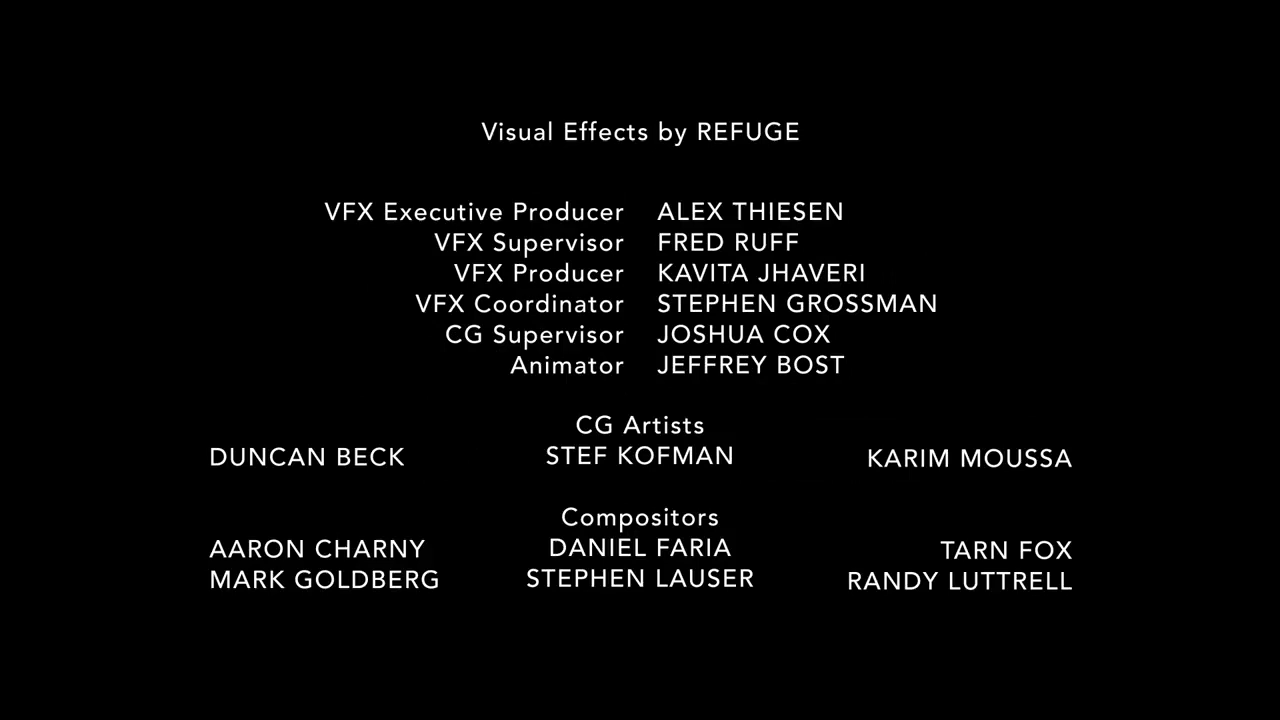 Visual Effects by REFUGE
VFX Executive Producer ALEX THIESEN
VFX Supervisor FRED RUFF
VFX Producer KAVITA JHAVERI
VFX Coordinator STEPHEN GROSSMAN
CG Supervisor JOSHUA COX
Animator JEFFREY BOST
CG Artists
DUNCAN BECK STEF KOFMAN KARIM MOUSSA
Compositors
AARON CHARNY DANIEL FARIA TARN FOX
MARK GOLDBERG STEPHEN LAUSER RANDY LUTTRELL